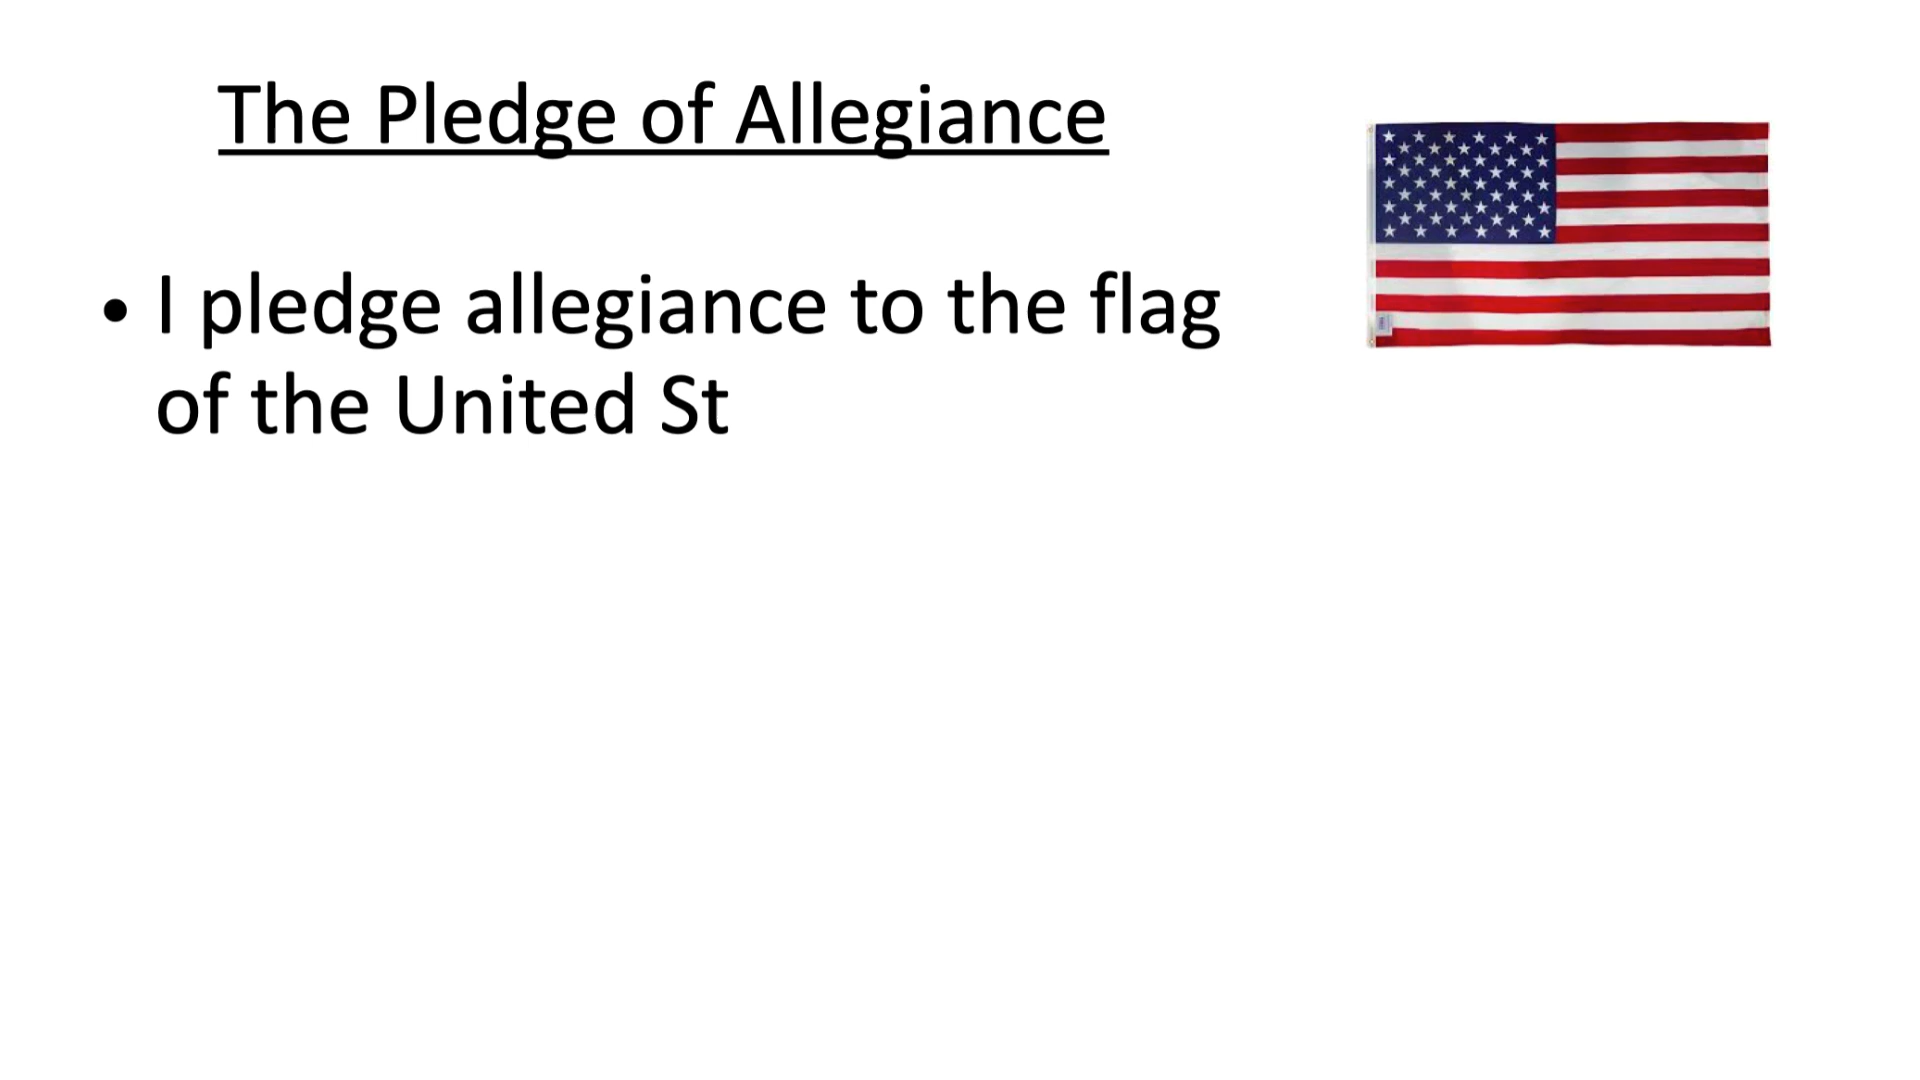 The Pledge of Allegiance
• I pledge allegiance to the flag
of the United St